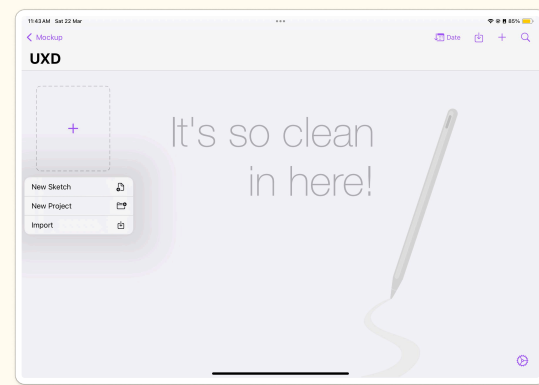 11:43 AM Sat 22 Mar
85%
Mockup
Date
UXD
It's so clean
in here!
New Sketch
New Project
Import